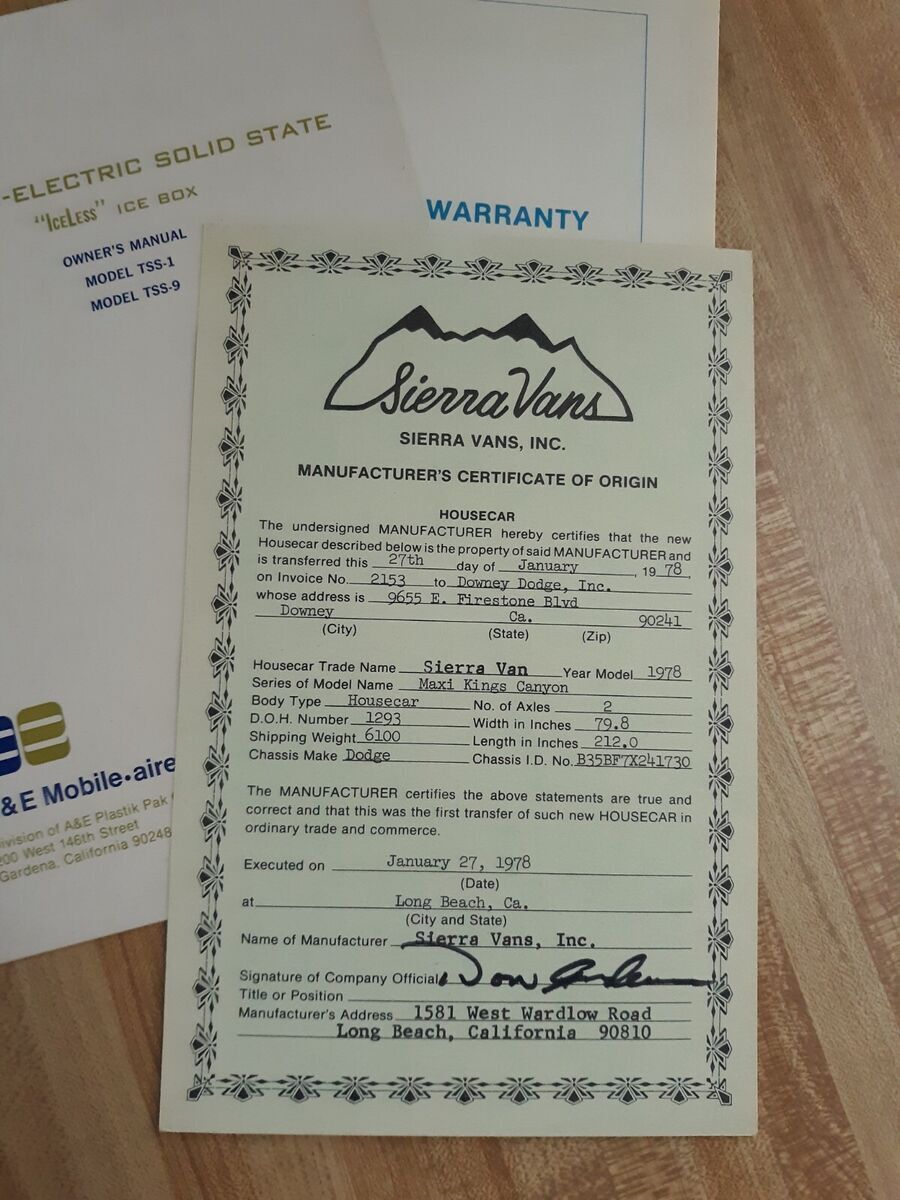 -ELECTRIC SOLID STATE
"IceLess" ICE BOX
OWNER'S MANUAL
MODEL TSS-1
MODEL TSS-9
&E Mobile•aire
ivision of A&E Plastik Pak
200 West 146th Street
Gardena, California 90248
WARRANTY
Sierra Vans
SIERRA VANS, INC.
MANUFACTURER'S CERTIFICATE OF ORIGIN
HOUSECAR
The undersigned MANUFACTURER hereby certifies that the new
Housecar described below is the property of said MANUFACTURER and
is transferred this 27th day of January, 19 78,
on Invoice No. 2153 to Downey Dodge, Inc.
whose address is 9655 E. Firestone Blvd
Downey Ca. 90241
(City) (State) (Zip)
Housecar Trade Name Sierra Van Year Model 1978
Series of Model Name Maxi Kings Canyon
Body Type Housecar No. of Axles 2
D.O.H. Number 1293 Width in Inches 79.8
Shipping Weight 6100 Length in Inches 212.0
Chassis Make Dodge Chassis I.D. No. B35BF7X241730
The MANUFACTURER certifies the above statements are true and
correct and that this was the first transfer of such new HOUSECAR in
ordinary trade and commerce.
Executed on January 27, 1978
(Date)
at Long Beach, Ca.
(City and State)
Name of Manufacturer Sierra Vans, Inc.
Signature of Company Official
Title or Position
Manufacturer's Address 1581 West Wardlow Road
Long Beach, California 90810